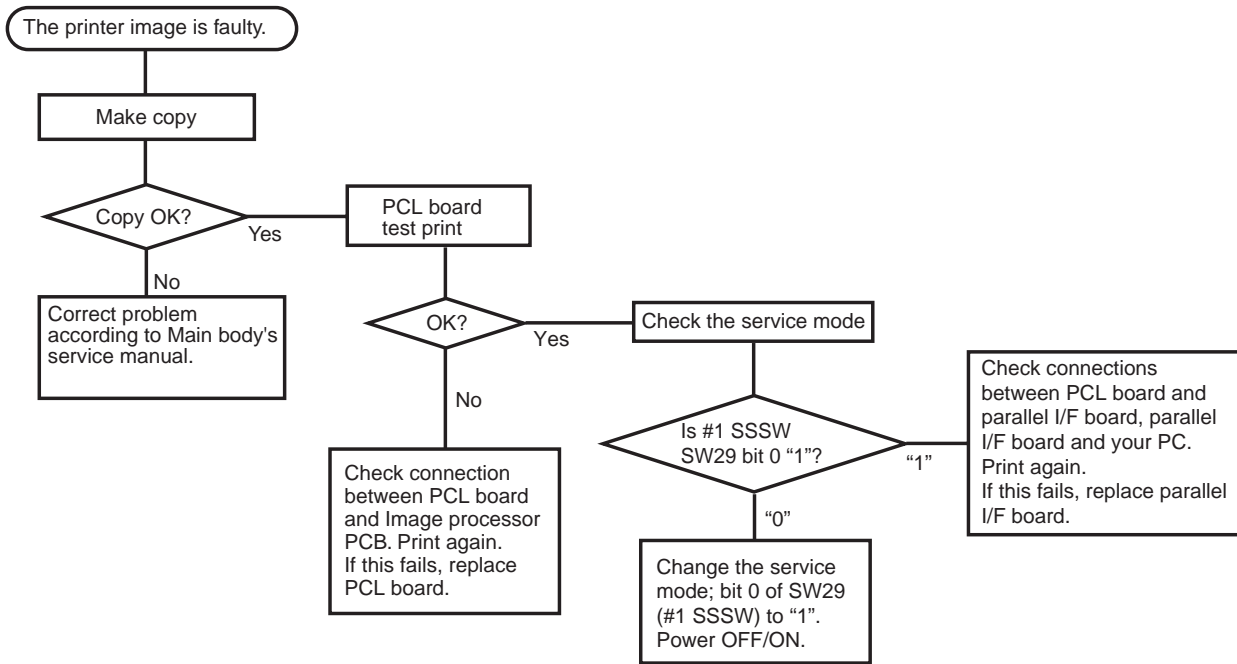 The printer image is faulty.
Make copy
Copy OK?
Yes
No
Correct problem
according to Main body's
service manual.
PCL board
test print
OK?
Yes
No
Check connection
between PCL board
and Image processor
PCB. Print again.
If this fails, replace
PCL board.
Check the service mode
Is #1 SSSW
SW29 bit 0 “1”?
“1”
“0”
Change the service
mode; bit 0 of SW29
(#1 SSSW) to “1”.
Power OFF/ON.
Check connections
between PCL board and
parallel I/F board, parallel
I/F board and your PC.
Print again.
If this fails, replace parallel
I/F board.